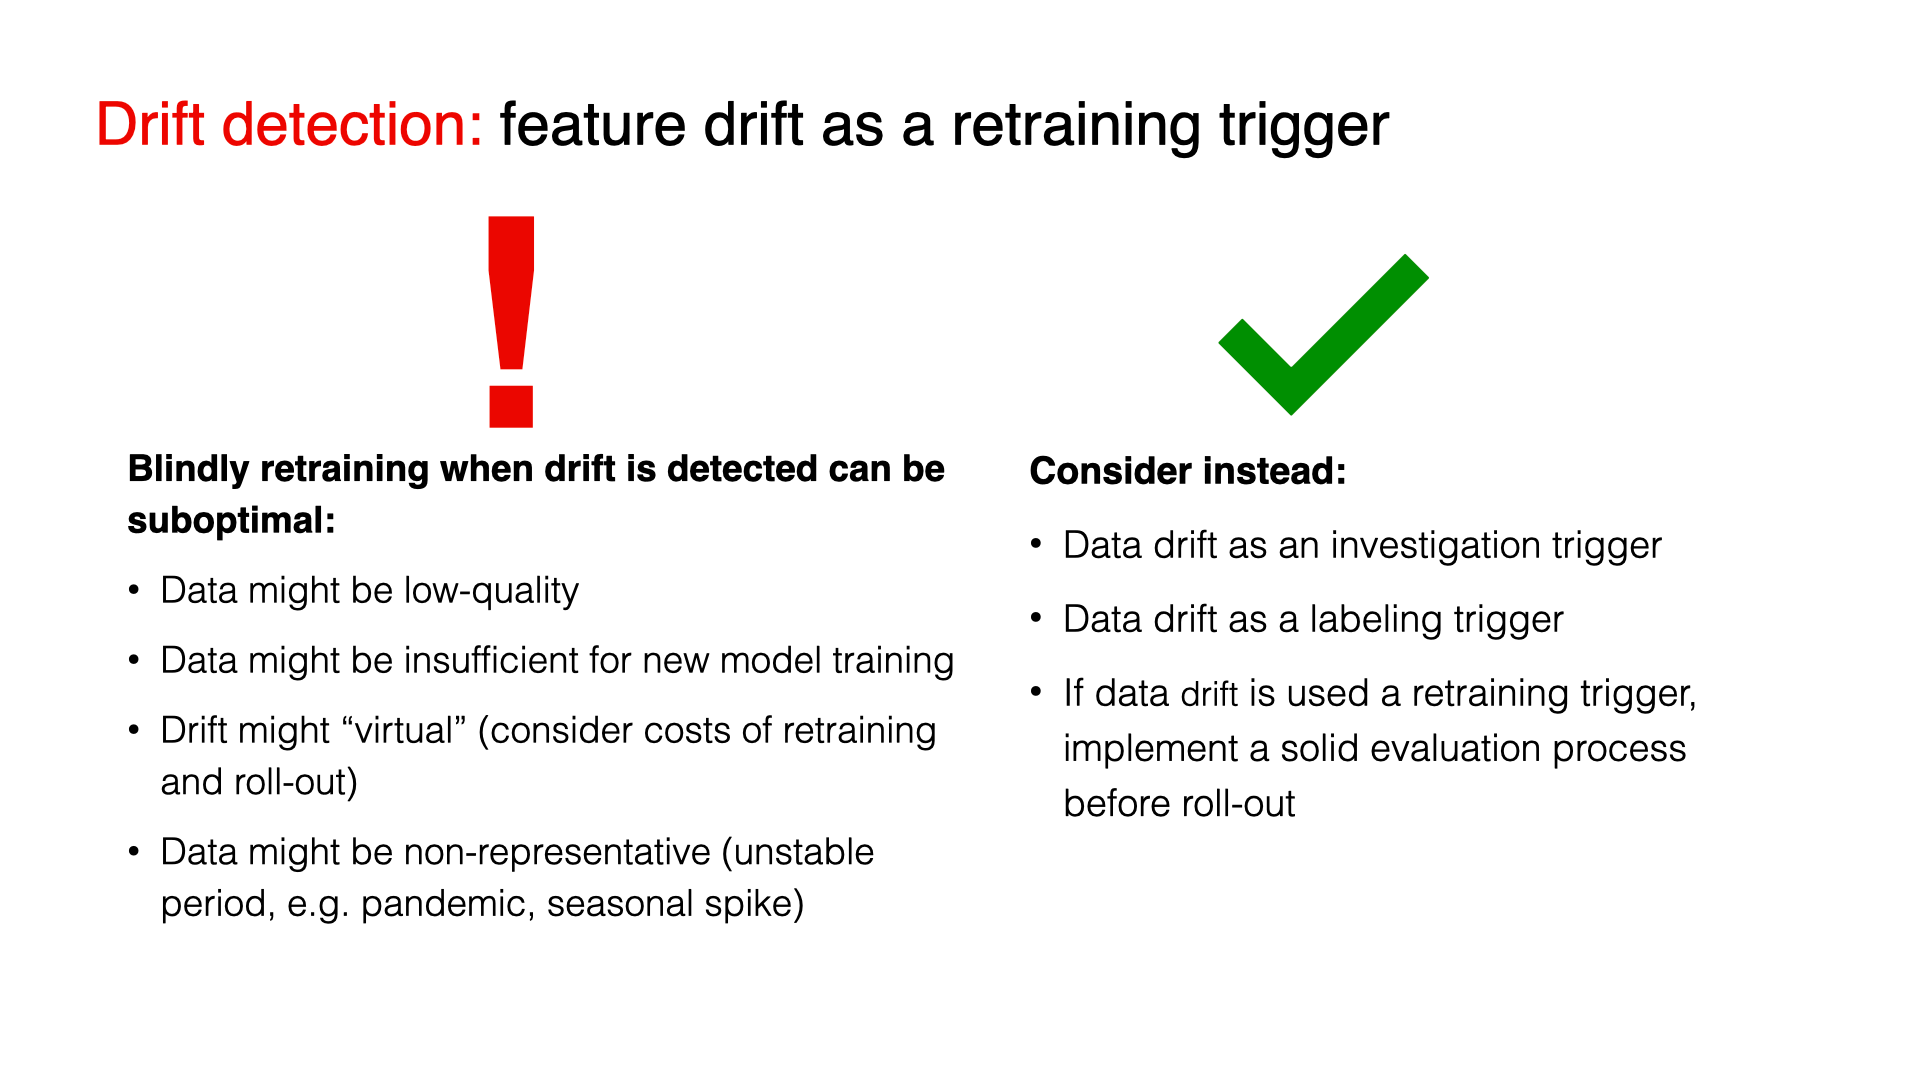 Drift detection: feature drift as a retraining trigger
Blindly retraining when drift is detected can be
suboptimal:
• Data might be low-quality
• Data might be insufficient for new model training
• Drift might “virtual” (consider costs of retraining
and roll-out)
• Data might be non-representative (unstable
period, e.g. pandemic, seasonal spike)
Consider instead:
• Data drift as an investigation trigger
• Data drift as a labeling trigger
• If data drift is used a retraining trigger,
implement a solid evaluation process
before roll-out